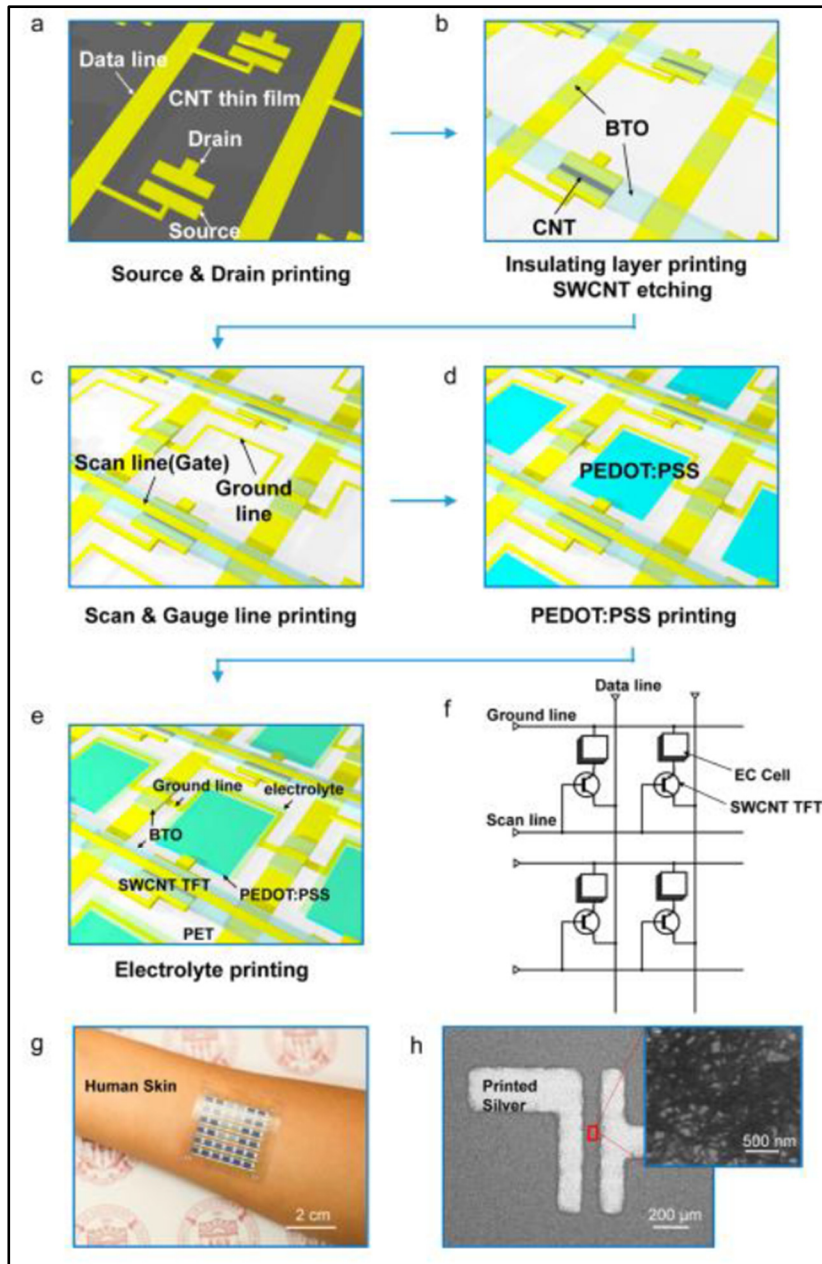 a
Data line
CNT thin film
Drain
Source
Source & Drain printing
b
BTO
CNT
Insulating layer printing
SWCNT etching
c
Scan line(Gate)
Ground
line
Scan & Gauge line printing
d
PEDOT:PSS
PEDOT:PSS printing
e
Ground line
electrolyte
BTO
SWCNT TFT
PEDOT:PSS
PET
Electrolyte printing
f
Data line
Ground line
EC Cell
SWCNT TFT
Scan line
g
Human Skin
2 cm
h
Printed
Silver
500 nm
200 μm